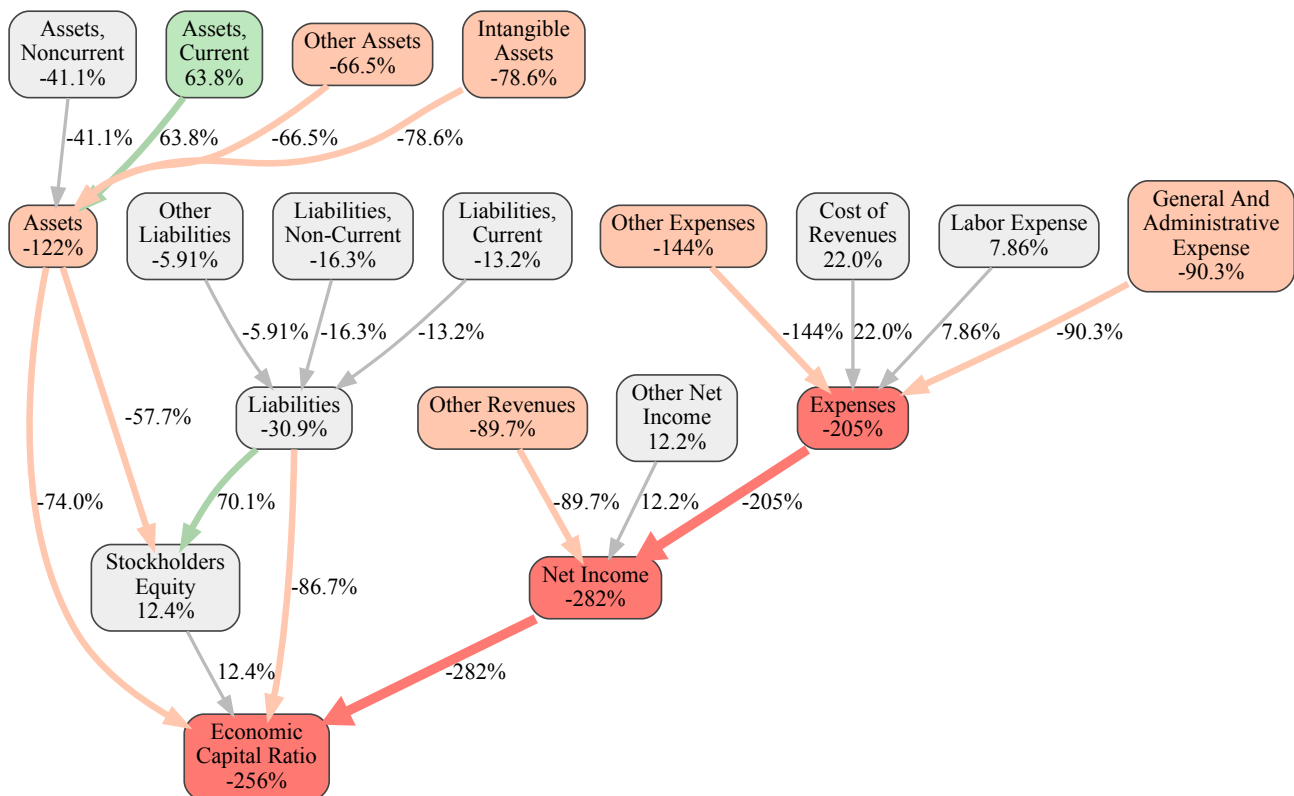 Assets,
Noncurrent
-41.1%
Assets,
Current
63.8%
Other Assets
-66.5%
Intangible
Assets
-78.6%
-41.1%
63.8%
-66.5%
-78.6%
Assets
-122%
Other
Liabilities
-5.91%
Liabilities,
Non-Current
-16.3%
Liabilities,
Current
-13.2%
Other Expenses
-144%
Cost of
Revenues
22.0%
Labor Expense
7.86%
General And
Administrative
Expense
-90.3%
-5.91%
-16.3%
-13.2%
-144%
22.0%
7.86%
-90.3%
-57.7%
Liabilities
-30.9%
Other Revenues
-89.7%
Other Net
Income
12.2%
Expenses
-205%
-74.0%
70.1%
-89.7%
12.2%
-205%
Stockholders
Equity
12.4%
-86.7%
Net Income
-282%
12.4%
-282%
Economic
Capital Ratio
-256%